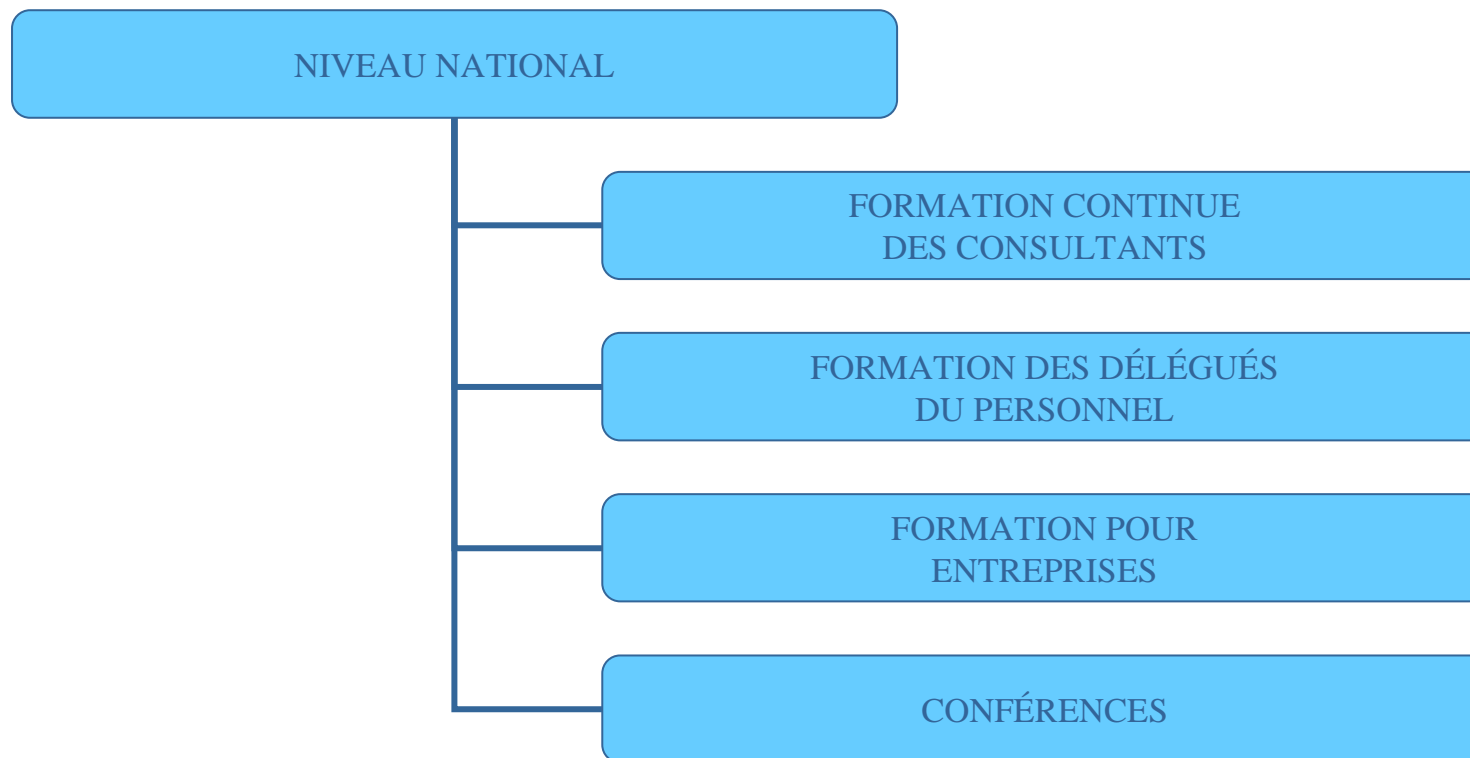 NIVEAU NATIONAL
FORMATION CONTINUE
DES CONSULTANTS
FORMATION DES DÉLÉGUÉS
DU PERSONNEL
FORMATION POUR
ENTREPRISES
CONFÉRENCES